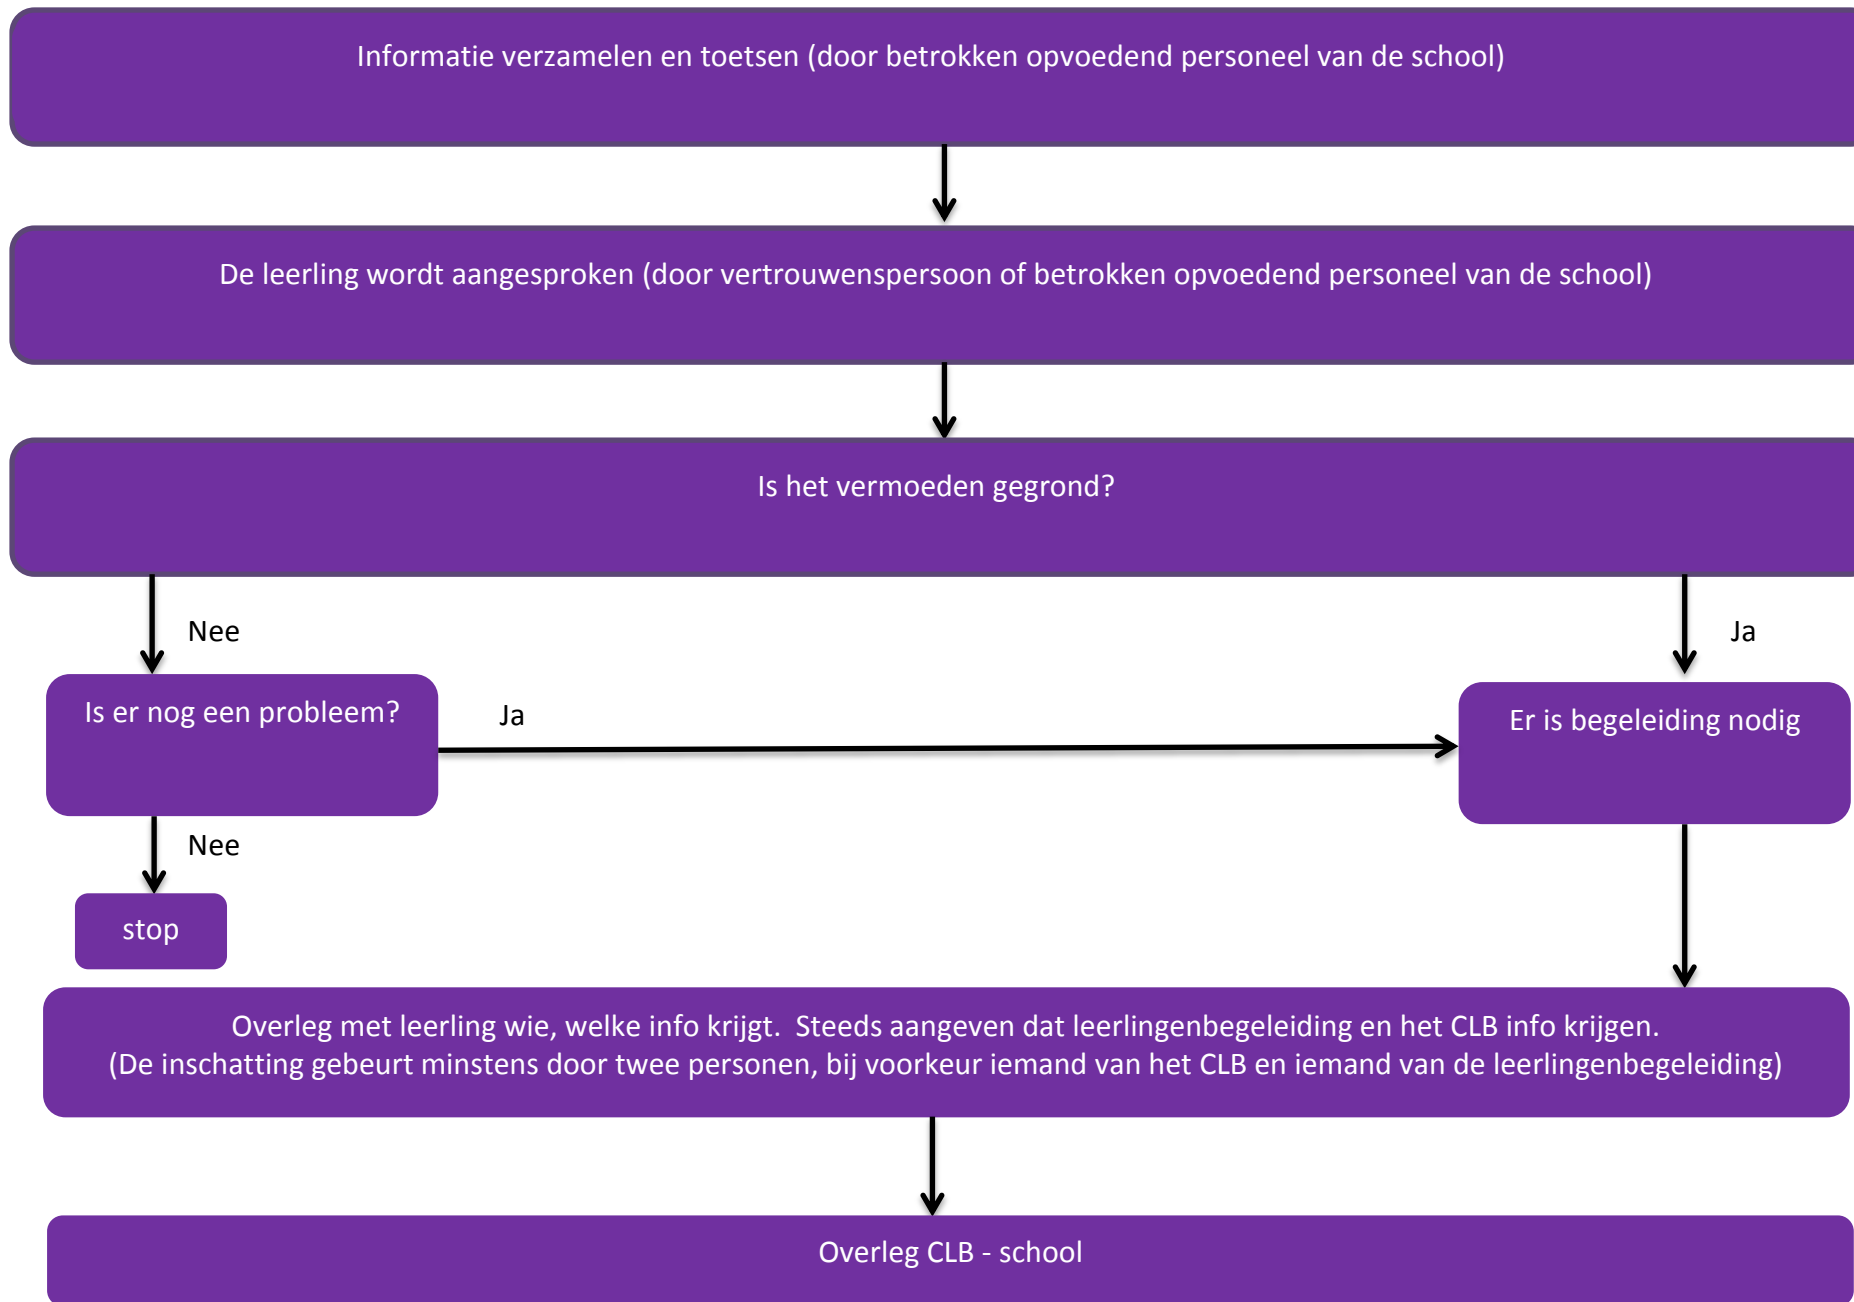 Informatie verzamelen en toetsen (door betrokken opvoedend personeel van de school)
De leerling wordt aangesproken (door vertrouwenspersoon of betrokken opvoedend personeel van de school)
Is het vermoeden gegrond?
Nee
Ja
Is er nog een probleem?
Ja
Er is begeleiding nodig
Nee
stop
Overleg met leerling wie, welke info krijgt.  Steeds aangeven dat leerlingenbegeleiding en het CLB info krijgen.
(De inschatting gebeurt minstens door twee personen, bij voorkeur iemand van het CLB en iemand van de leerlingenbegeleiding)
Overleg CLB - school